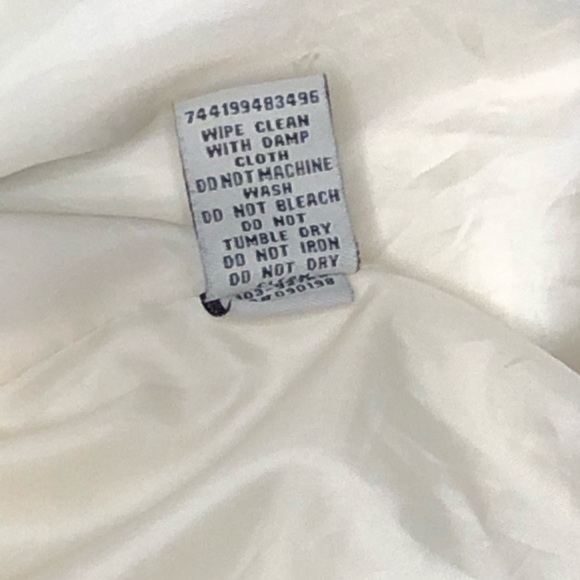 744199483496
WIPE CLEAN
WITH DAMP
CLOTH
DO NOT MACHINE
WASH
DO NOT BLEACH
DO NOT
TUMBLE DRY
DO NOT IRON
DO NOT DRY
090198